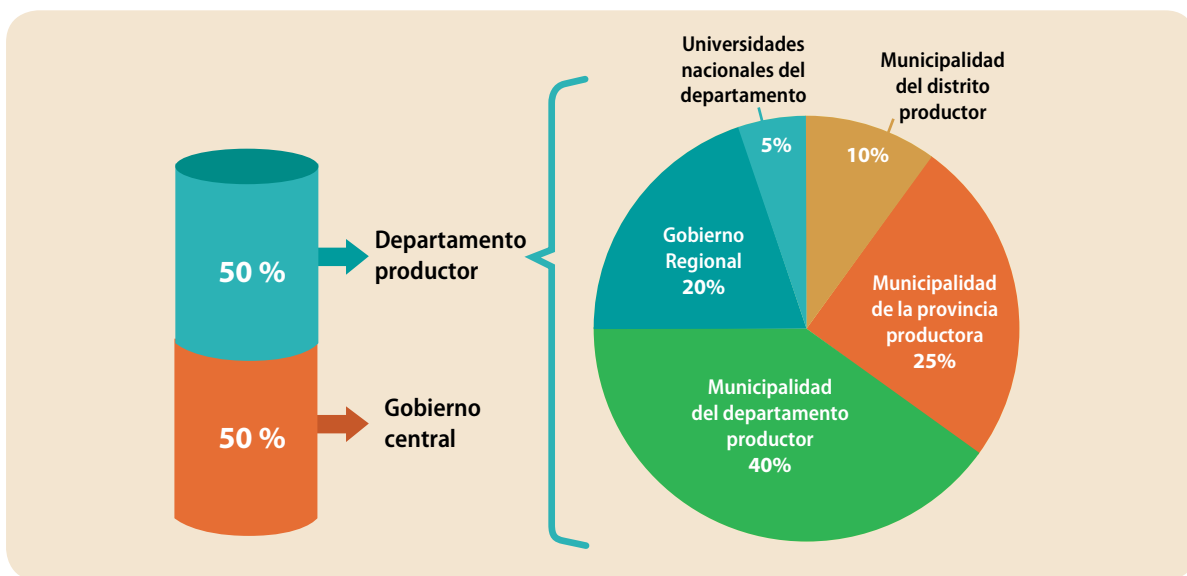 50 %
Departamento
productor
50 %
Gobierno
central
Universidades
nacionales del
departamento
5%
Municipalidad
del distrito
productor
10%
Gobierno
Regional
20%
Municipalidad
de la provincia
productora
25%
Municipalidad
del departamento
productor
40%